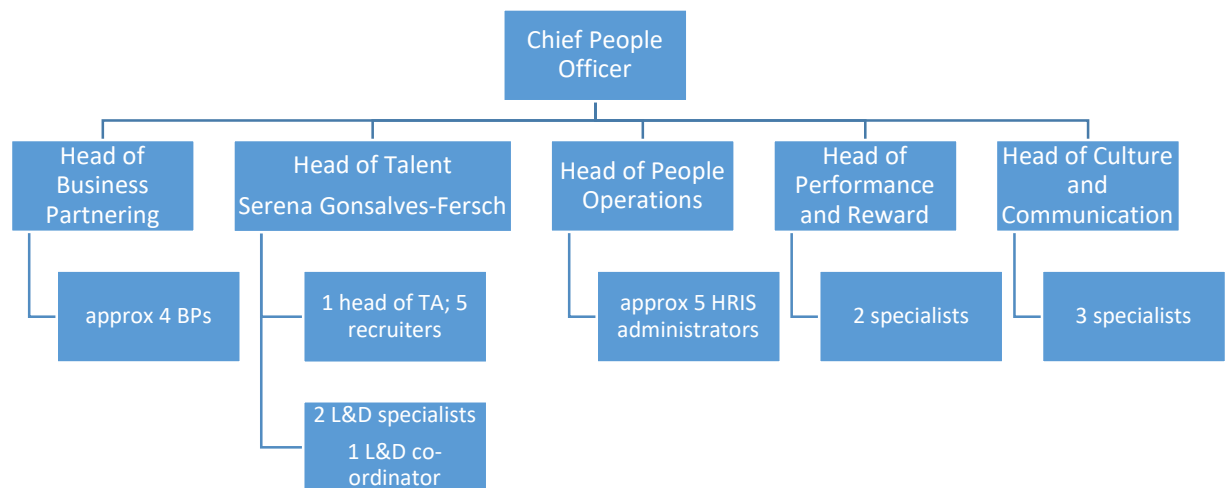 Chief People
Officer
Head of
Business
Partnering
Head of Talent
Serena Gonsalves-Fersch
Head of People
Operations
Head of
Performance
and Reward
Head of Culture
and
Communication
approx 4 BPs
1 head of TA; 5
recruiters
approx 5 HRIS
administrators
2 specialists
3 specialists
2 L&D specialists
1 L&D co-
ordinator